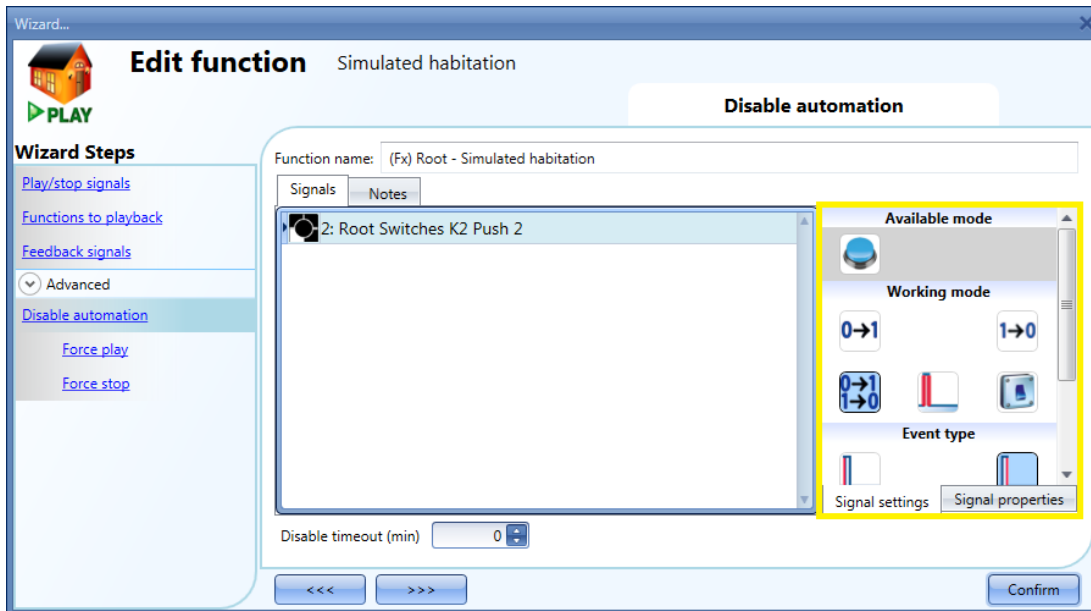 Wizard...
Edit function Simulated habitation
PLAY
Disable automation
Wizard Steps
Play/stop signals
Functions to playback
Feedback signals
Advanced
Disable automation
Force play
Force stop
Function name: (Fx) Root - Simulated habitation
Signals Notes
2: Root Switches K2 Push 2
Available mode
Working mode
0→1 1→0
0→1
1→0
Event type
Signal settings Signal properties
Disable timeout (min) 0
<<< >>> Confirm